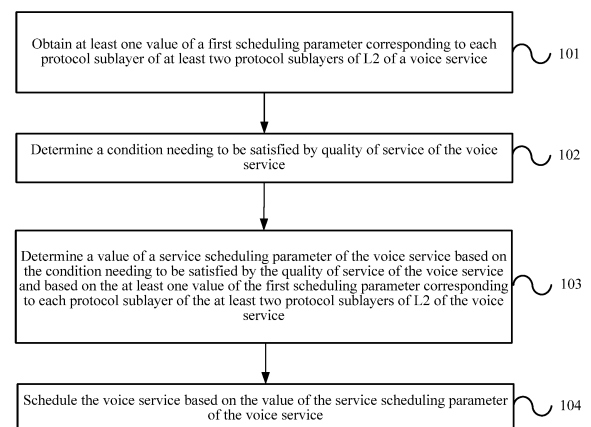 Obtain at least one value of a first scheduling parameter corresponding to each
protocol sublayer of at least two protocol sublayers of L2 of a voice service
101
Determine a condition needing to be satisfied by quality of service of the voice
service
102
Determine a value of a service scheduling parameter of the voice service based on
the condition needing to be satisfied by the quality of service of the voice service
and based on the at least one value of the first scheduling parameter corresponding
to each protocol sublayer of the at least two protocol sublayers of L2 of the voice
service
103
Schedule the voice service based on the value of the service scheduling parameter
of the voice service
104